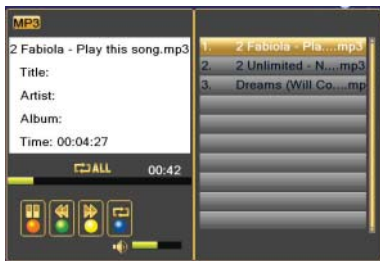 MP3
2 Fabiola - Play this song.mp3
Title:
Artist:
Album:
Time: 00:04:27
ALL 00:42
1. 2 Fabiola - Pla....mp3
2. 2 Unlimited - N....mp3
3. Dreams (Will Co....mp